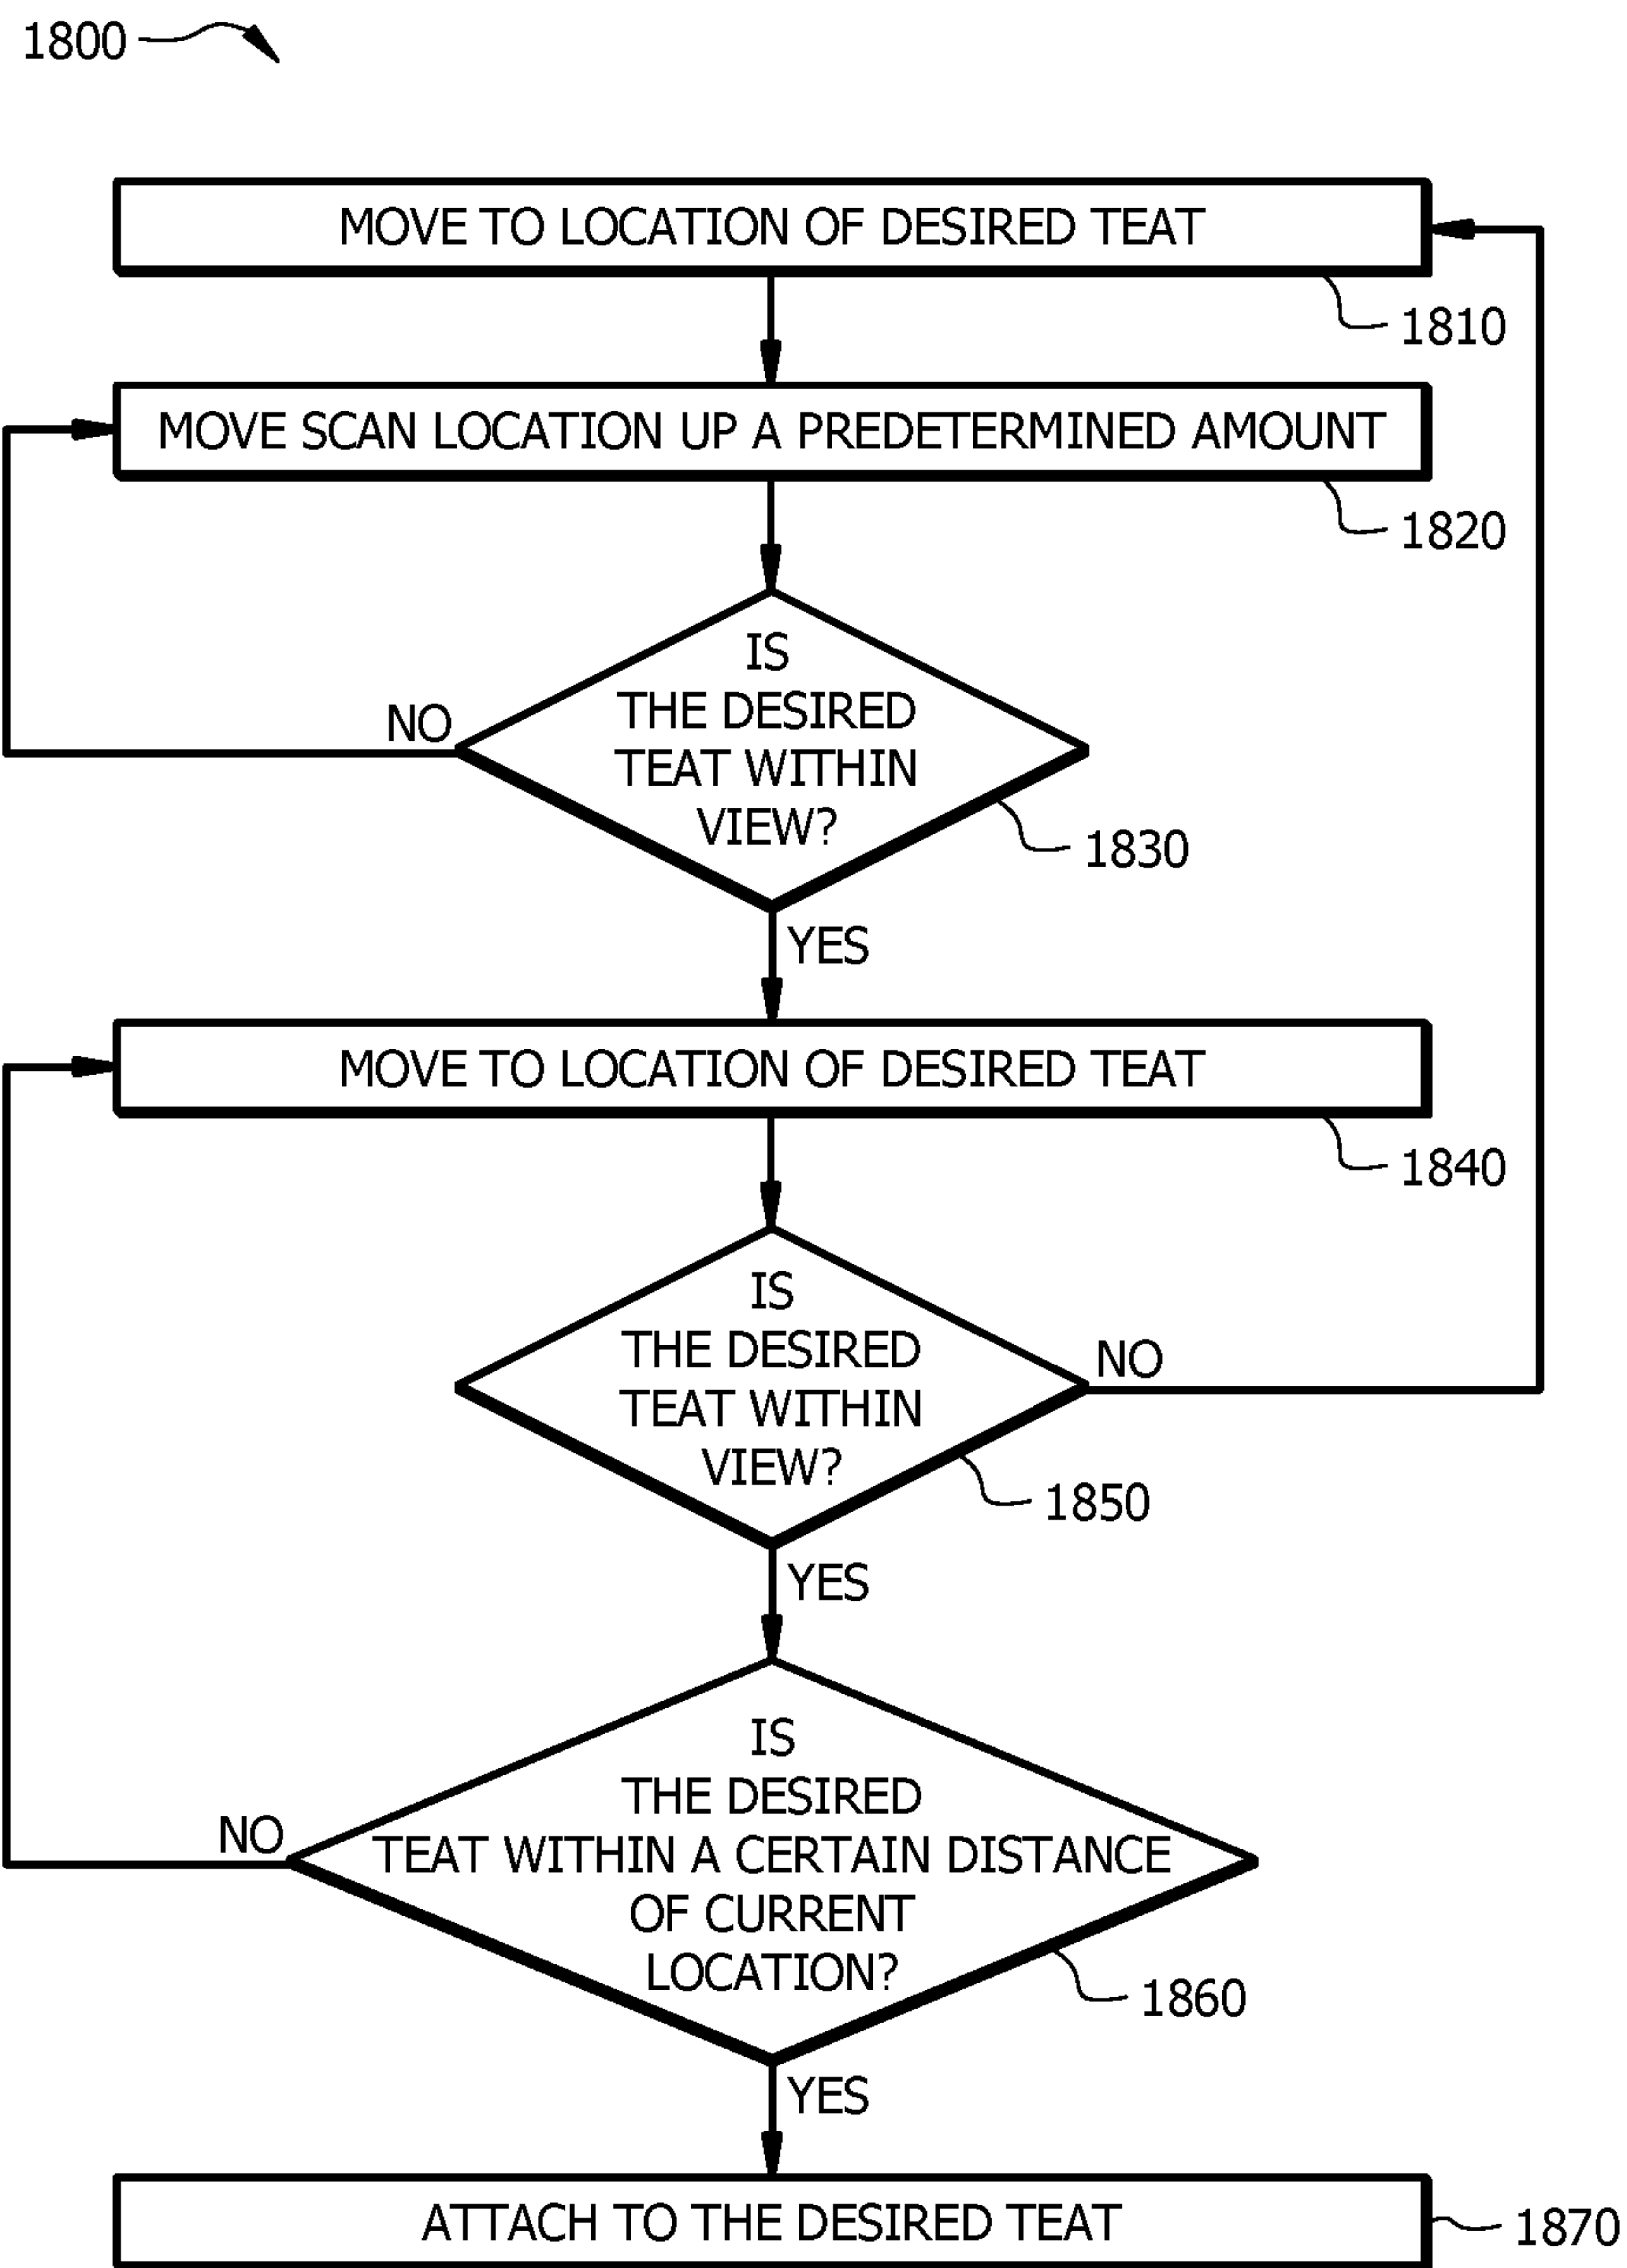 1800
MOVE TO LOCATION OF DESIRED TEAT
1810
MOVE SCAN LOCATION UP A PREDETERMINED AMOUNT
1820
IS
THE DESIRED
TEAT WITHIN
VIEW?
NO
1830
YES
MOVE TO LOCATION OF DESIRED TEAT
1840
IS
THE DESIRED
TEAT WITHIN
VIEW?
NO
1850
YES
IS
THE DESIRED
TEAT WITHIN A CERTAIN DISTANCE
OF CURRENT
LOCATION?
NO
1860
YES
ATTACH TO THE DESIRED TEAT
1870